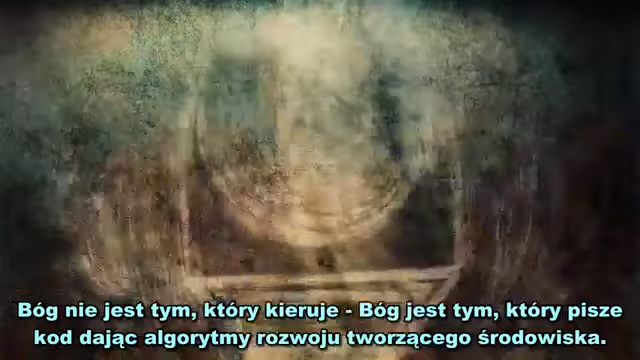 Bóg nie jest tym, który kieruje - Bóg jest tym, który pisze
kod dając algorytmy rozwoju tworzącego środowiska.